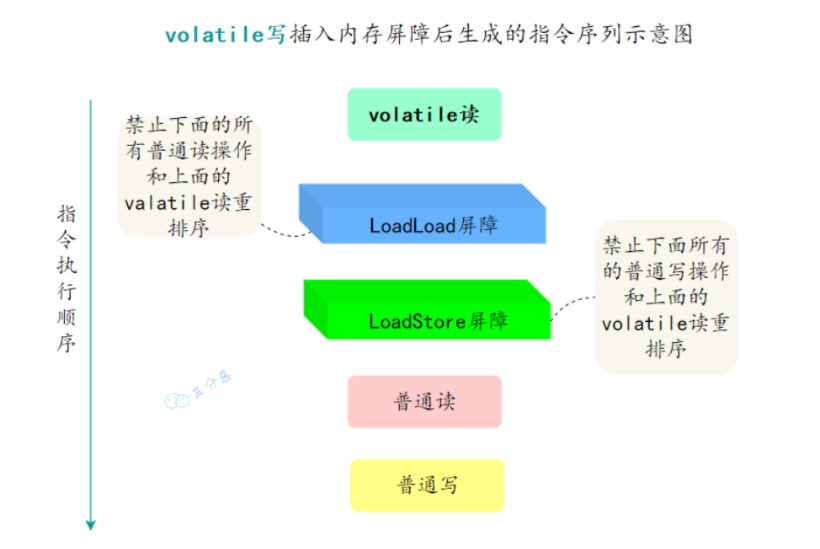 volatile写插入内存屏障后生成的指令序列示意图
volatile读
禁止下面的所
有普通读操作
和上面的
valatile读重
排序
LoadLoad屏障
指
令
执
行
顺
序
禁止下面所有
的普通写操作
和上面的
volatile读重
排序
LoadStore屏障
三分恶
普通读
普通写